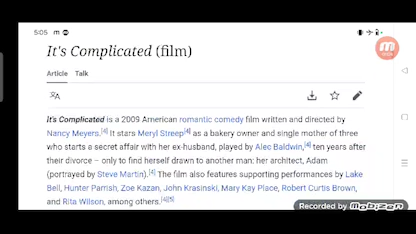 5:05
It's Complicated (film)
Article Talk
It's Complicated is a 2009 American romantic comedy film written and directed by
Nancy Meyers.[4] It stars Meryl Streep[4] as a bakery owner and single mother of three
who starts a secret affair with her ex-husband, played by Alec Baldwin,[4] ten years after
their divorce – only to find herself drawn to another man: her architect, Adam
(portrayed by Steve Martin).[4] The film also features supporting performances by Lake
Bell, Hunter Parrish, Zoe Kazan, John Krasinski, Mary Kay Place, Robert Curtis Brown,
and Rita Wilson, among others.[4][5]
Recorded by Mobizen